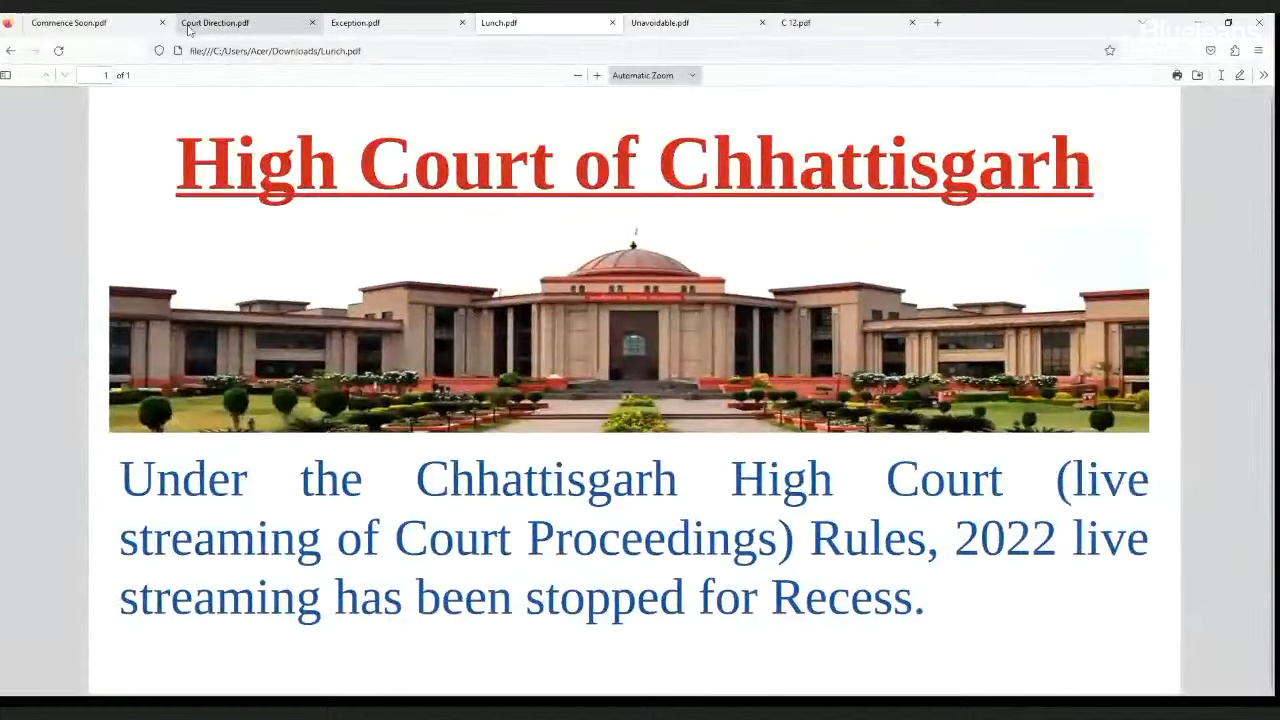 Commence Soon.pdf
Court Direction.pdf
Exception.pdf
Lunch.pdf
Unavoidable.pdf
C 12.pdf
BlueJeans
file:///C:/Users/Acer/Downloads/Lunch.pdf
1 of 1
Automatic Zoom
High Court of Chhattisgarh
Under the Chhattisgarh High Court (live
streaming of Court Proceedings) Rules, 2022 live
streaming has been stopped for Recess.